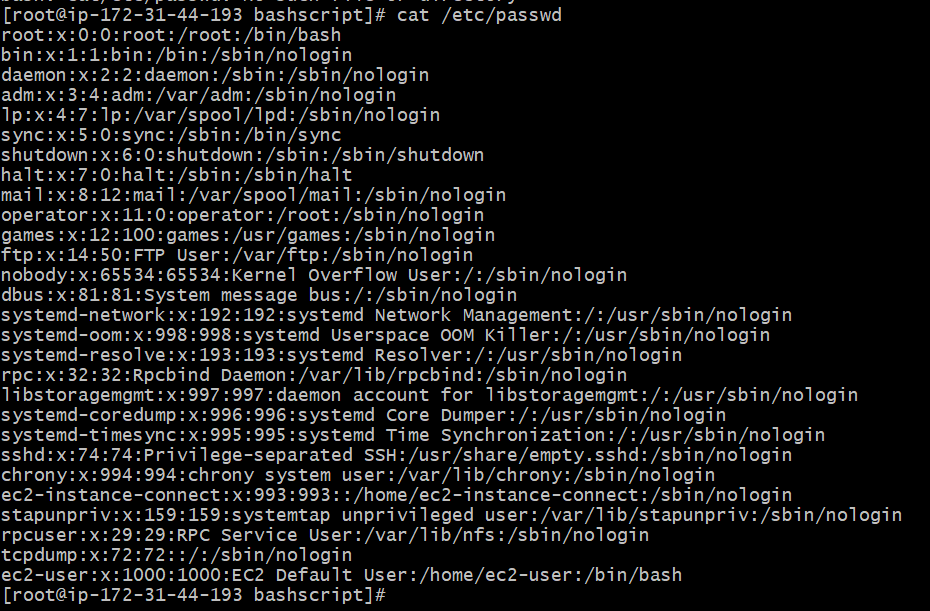 [root@ip-172-31-44-193 bashscript]# cat /etc/passwd
root:x:0:0:root:/root:/bin/bash
bin:x:1:1:bin:/bin:/sbin/nologin
daemon:x:2:2:daemon:/sbin:/sbin/nologin
adm:x:3:4:adm:/var/adm:/sbin/nologin
lp:x:4:7:lp:/var/spool/lpd:/sbin/nologin
sync:x:5:0:sync:/sbin:/bin/sync
shutdown:x:6:0:shutdown:/sbin:/sbin/shutdown
halt:x:7:0:halt:/sbin:/sbin/halt
mail:x:8:12:mail:/var/spool/mail:/sbin/nologin
operator:x:11:0:operator:/root:/sbin/nologin
games:x:12:100:games:/usr/games:/sbin/nologin
ftp:x:14:50:FTP User:/var/ftp:/sbin/nologin
nobody:x:65534:65534:Kernel Overflow User:/:/sbin/nologin
dbus:x:81:81:System message bus:/:/sbin/nologin
systemd-network:x:192:192:systemd Network Management:/:/usr/sbin/nologin
systemd-oom:x:998:998:systemd Userspace OOM Killer:/:/usr/sbin/nologin
systemd-resolve:x:193:193:systemd Resolver:/:/usr/sbin/nologin
rpc:x:32:32:Rpcbind Daemon:/var/lib/rpcbind:/sbin/nologin
libstoragemgmt:x:997:997:daemon account for libstoragemgmt:/:/usr/sbin/nologin
systemd-coredump:x:996:996:systemd Core Dumper:/:/usr/sbin/nologin
systemd-timesync:x:995:995:systemd Time Synchronization:/:/usr/sbin/nologin
sshd:x:74:74:Privilege-separated SSH:/usr/share/empty.sshd:/sbin/nologin
chrony:x:994:994:chrony system user:/var/lib/chrony:/sbin/nologin
ec2-instance-connect:x:993:993::/home/ec2-instance-connect:/sbin/nologin
stapunpriv:x:159:159:systemtap unprivileged user:/var/lib/stapunpriv:/sbin/nologin
rpcuser:x:29:29:RPC Service User:/var/lib/nfs:/sbin/nologin
tcpdump:x:72:72::/:/sbin/nologin
ec2-user:x:1000:1000:EC2 Default User:/home/ec2-user:/bin/bash
[root@ip-172-31-44-193 bashscript]#